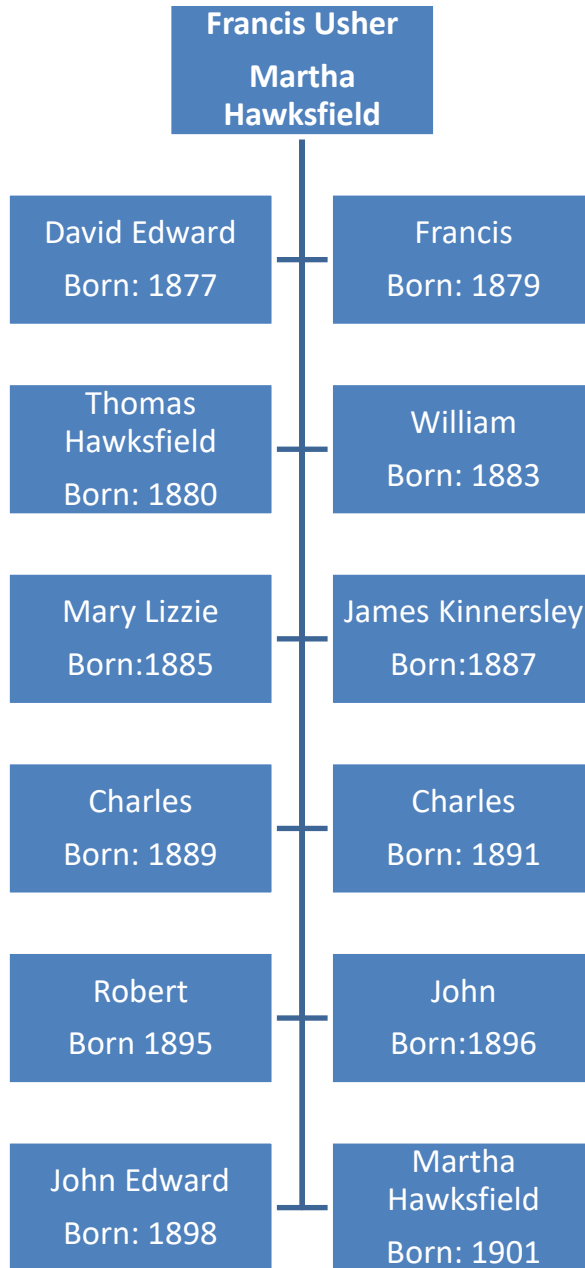 Francis Usher
Martha
Hawksfield
David Edward
Born: 1877
Francis
Born: 1879
Thomas
Hawksfield
Born: 1880
William
Born: 1883
Mary Lizzie
Born:1885
James Kinnersley
Born:1887
Charles
Born: 1889
Charles
Born: 1891
Robert
Born 1895
John
Born:1896
John Edward
Born: 1898
Martha
Hawksfield
Born: 1901